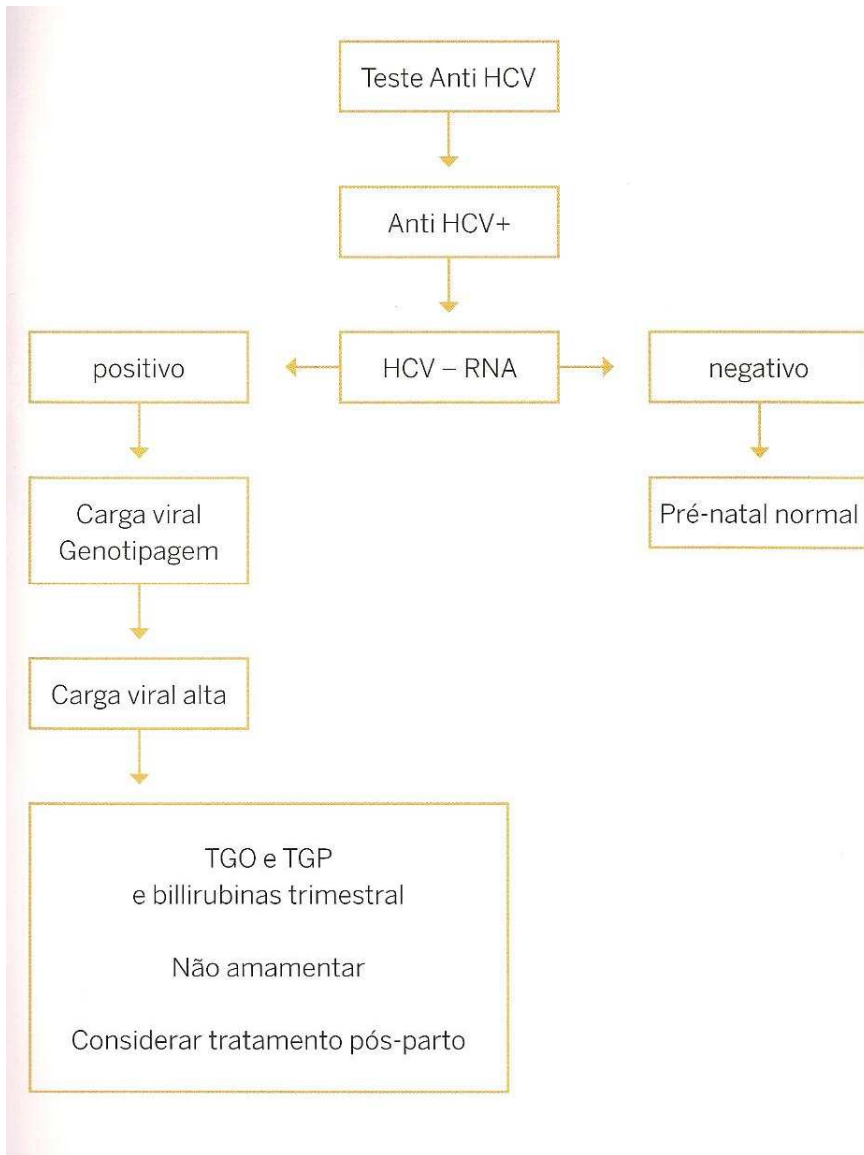 Teste Anti HCV
Anti HCV+
positivo
HCV – RNA
negativo
Carga viral
Genotipagem
Pré-natal normal
Carga viral alta
TGO e TGP
e billirubinas trimestral
Não amamentar
Considerar tratamento pós-parto